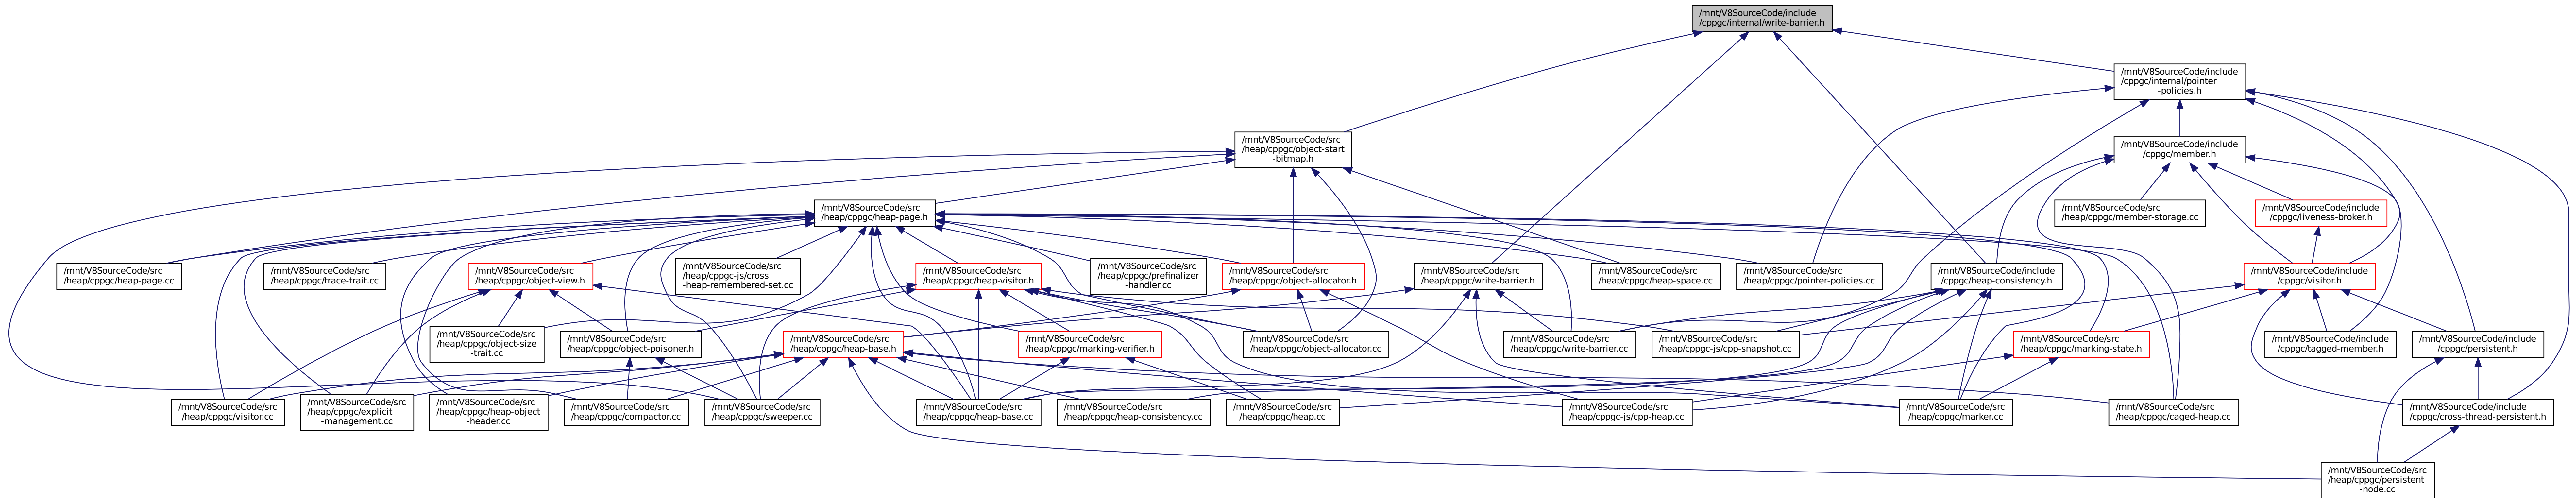 /mnt/V8SourceCode/include
/cppgc/internal/write-barrier.h
/mnt/V8SourceCode/include
/cppgc/internal/pointer
-policies.h
/mnt/V8SourceCode/src
/heap/cppgc/object-start
-bitmap.h
/mnt/V8SourceCode/include
/cppgc/member.h
/mnt/V8SourceCode/src
/heap/cppgc/heap-page.h
/mnt/V8SourceCode/src
/heap/cppgc/member-storage.cc
/mnt/V8SourceCode/include
/cppgc/liveness-broker.h
/mnt/V8SourceCode/src
/heap/cppgc/heap-page.cc
/mnt/V8SourceCode/src
/heap/cppgc/trace-trait.cc
/mnt/V8SourceCode/src
/heap/cppgc/object-view.h
/mnt/V8SourceCode/src
/heap/cppgc-js/cross
-heap-remembered-set.cc
/mnt/V8SourceCode/src
/heap/cppgc/heap-visitor.h
/mnt/V8SourceCode/src
/heap/cppgc/prefinalizer
-handler.cc
/mnt/V8SourceCode/src
/heap/cppgc/object-allocator.h
/mnt/V8SourceCode/src
/heap/cppgc/write-barrier.h
/mnt/V8SourceCode/src
/heap/cppgc/heap-space.cc
/mnt/V8SourceCode/src
/heap/cppgc/pointer-policies.cc
/mnt/V8SourceCode/include
/cppgc/heap-consistency.h
/mnt/V8SourceCode/include
/cppgc/visitor.h
/mnt/V8SourceCode/src
/heap/cppgc/object-size
-trait.cc
/mnt/V8SourceCode/src
/heap/cppgc/object-poisoner.h
/mnt/V8SourceCode/src
/heap/cppgc/heap-base.h
/mnt/V8SourceCode/src
/heap/cppgc/marking-verifier.h
/mnt/V8SourceCode/src
/heap/cppgc/object-allocator.cc
/mnt/V8SourceCode/src
/heap/cppgc/write-barrier.cc
/mnt/V8SourceCode/src
/heap/cppgc-js/cpp-snapshot.cc
/mnt/V8SourceCode/src
/heap/cppgc/marking-state.h
/mnt/V8SourceCode/include
/cppgc/tagged-member.h
/mnt/V8SourceCode/include
/cppgc/persistent.h
/mnt/V8SourceCode/src
/heap/cppgc/visitor.cc
/mnt/V8SourceCode/src
/heap/cppgc/explicit
-management.cc
/mnt/V8SourceCode/src
/heap/cppgc/heap-object
-header.cc
/mnt/V8SourceCode/src
/heap/cppgc/compactor.cc
/mnt/V8SourceCode/src
/heap/cppgc/sweeper.cc
/mnt/V8SourceCode/src
/heap/cppgc/heap-base.cc
/mnt/V8SourceCode/src
/heap/cppgc/heap-consistency.cc
/mnt/V8SourceCode/src
/heap/cppgc/heap.cc
/mnt/V8SourceCode/src
/heap/cppgc-js/cpp-heap.cc
/mnt/V8SourceCode/src
/heap/cppgc/marker.cc
/mnt/V8SourceCode/src
/heap/cppgc/caged-heap.cc
/mnt/V8SourceCode/include
/cppgc/cross-thread-persistent.h
/mnt/V8SourceCode/src
/heap/cppgc/persistent
-node.cc